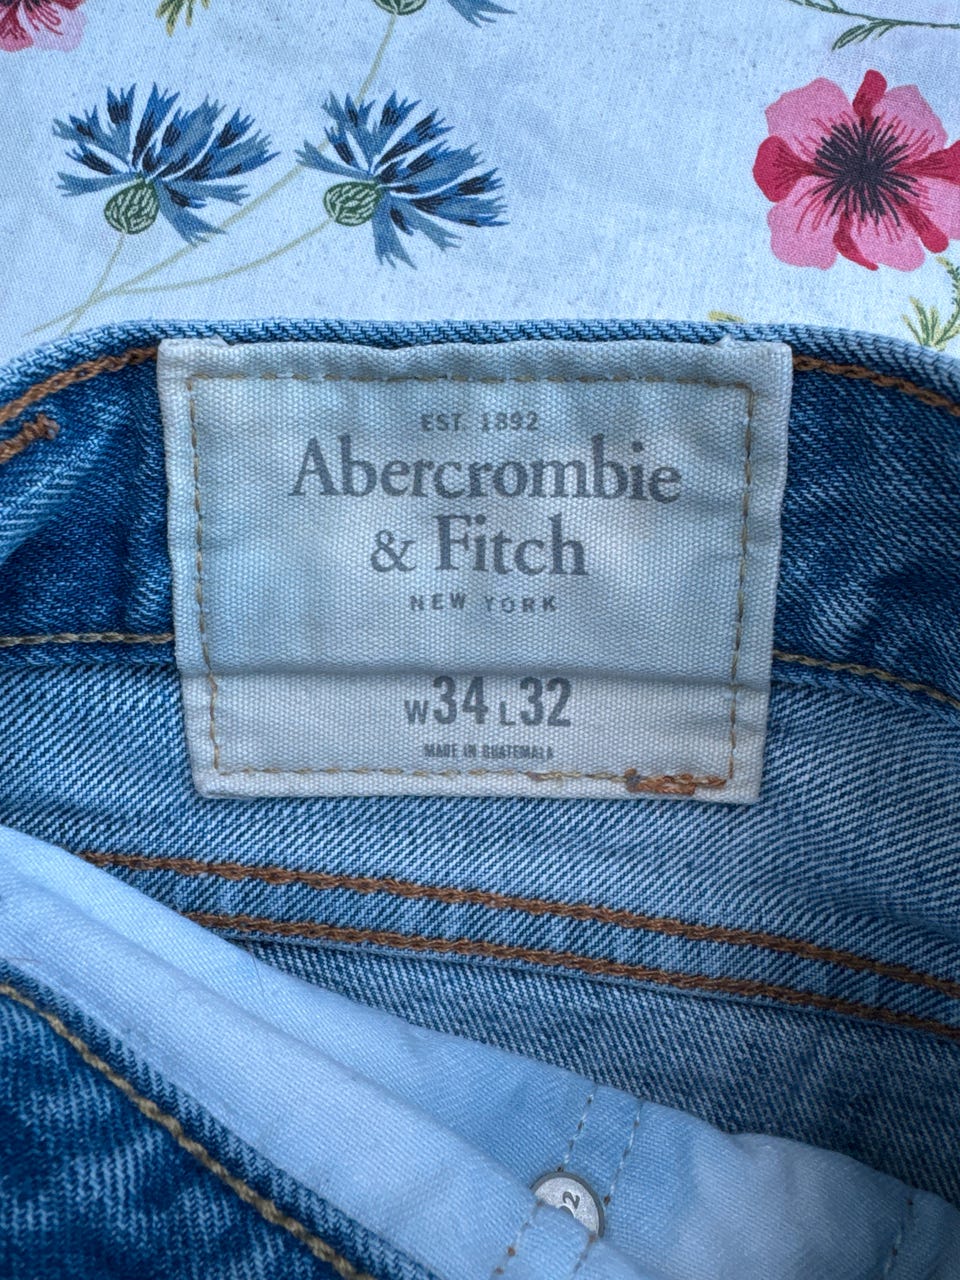 EST 1892
Abercrombie
& Fitch
NEW YORK
W34 L32
MADE IN GUATEMALA